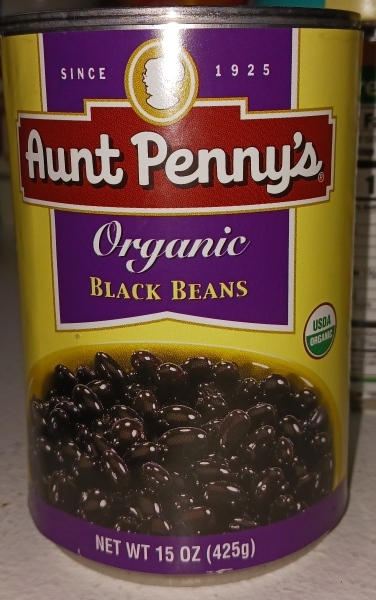 SINCE 1925
Aunt Penny's®
Organic
BLACK BEANS
USDA
ORGANIC
NET WT 15 OZ (425g)